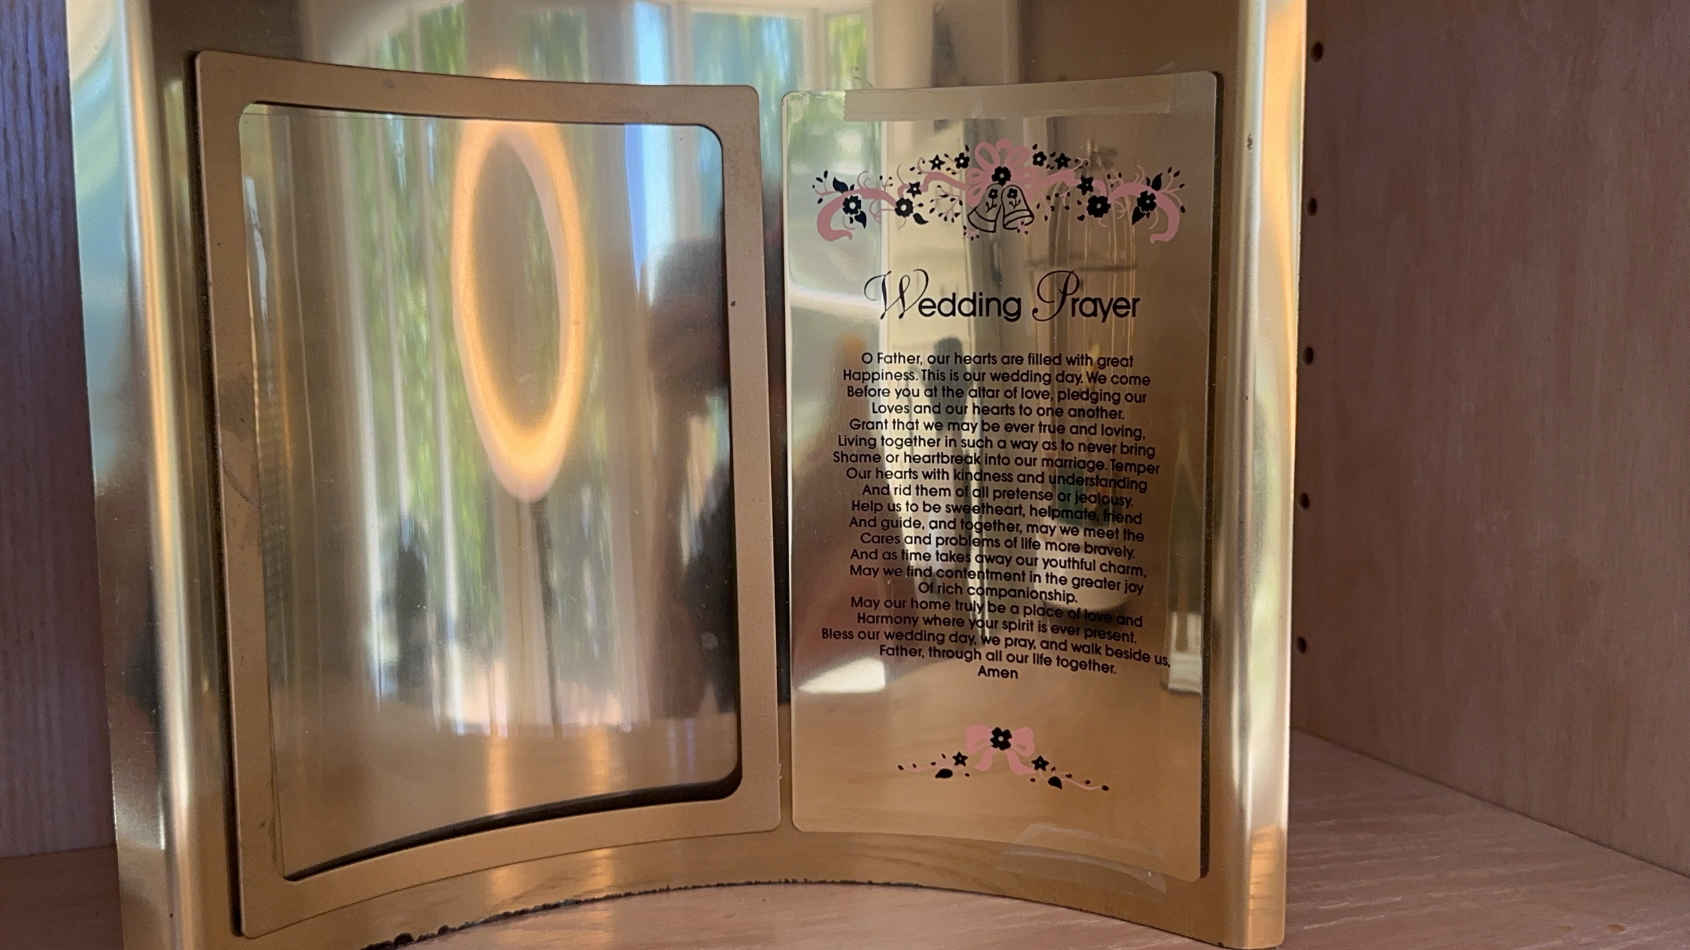 Wedding Prayer
O Father, our hearts are filled with great
Happiness. This is our wedding day. We come
Before you at the altar of love, pledging our
Loves and our hearts to one another.
Grant that we may be ever true and loving,
Living together in such a way as to never bring
Shame or heartbreak into our marriage. Temper
Our hearts with kindness and understanding
And rid them of all pretense or jealousy.
Help us to be sweetheart, helpmate, friend
And guide, and together, may we meet the
Cares and problems of life more bravely.
And as time takes away our youthful charm,
May we find contentment in the greater joy
Of rich companionship.
May our home truly be a place of love and
Harmony where your spirit is ever present.
Bless our wedding day, we pray, and walk beside us,
Father, through all our life together.
Amen